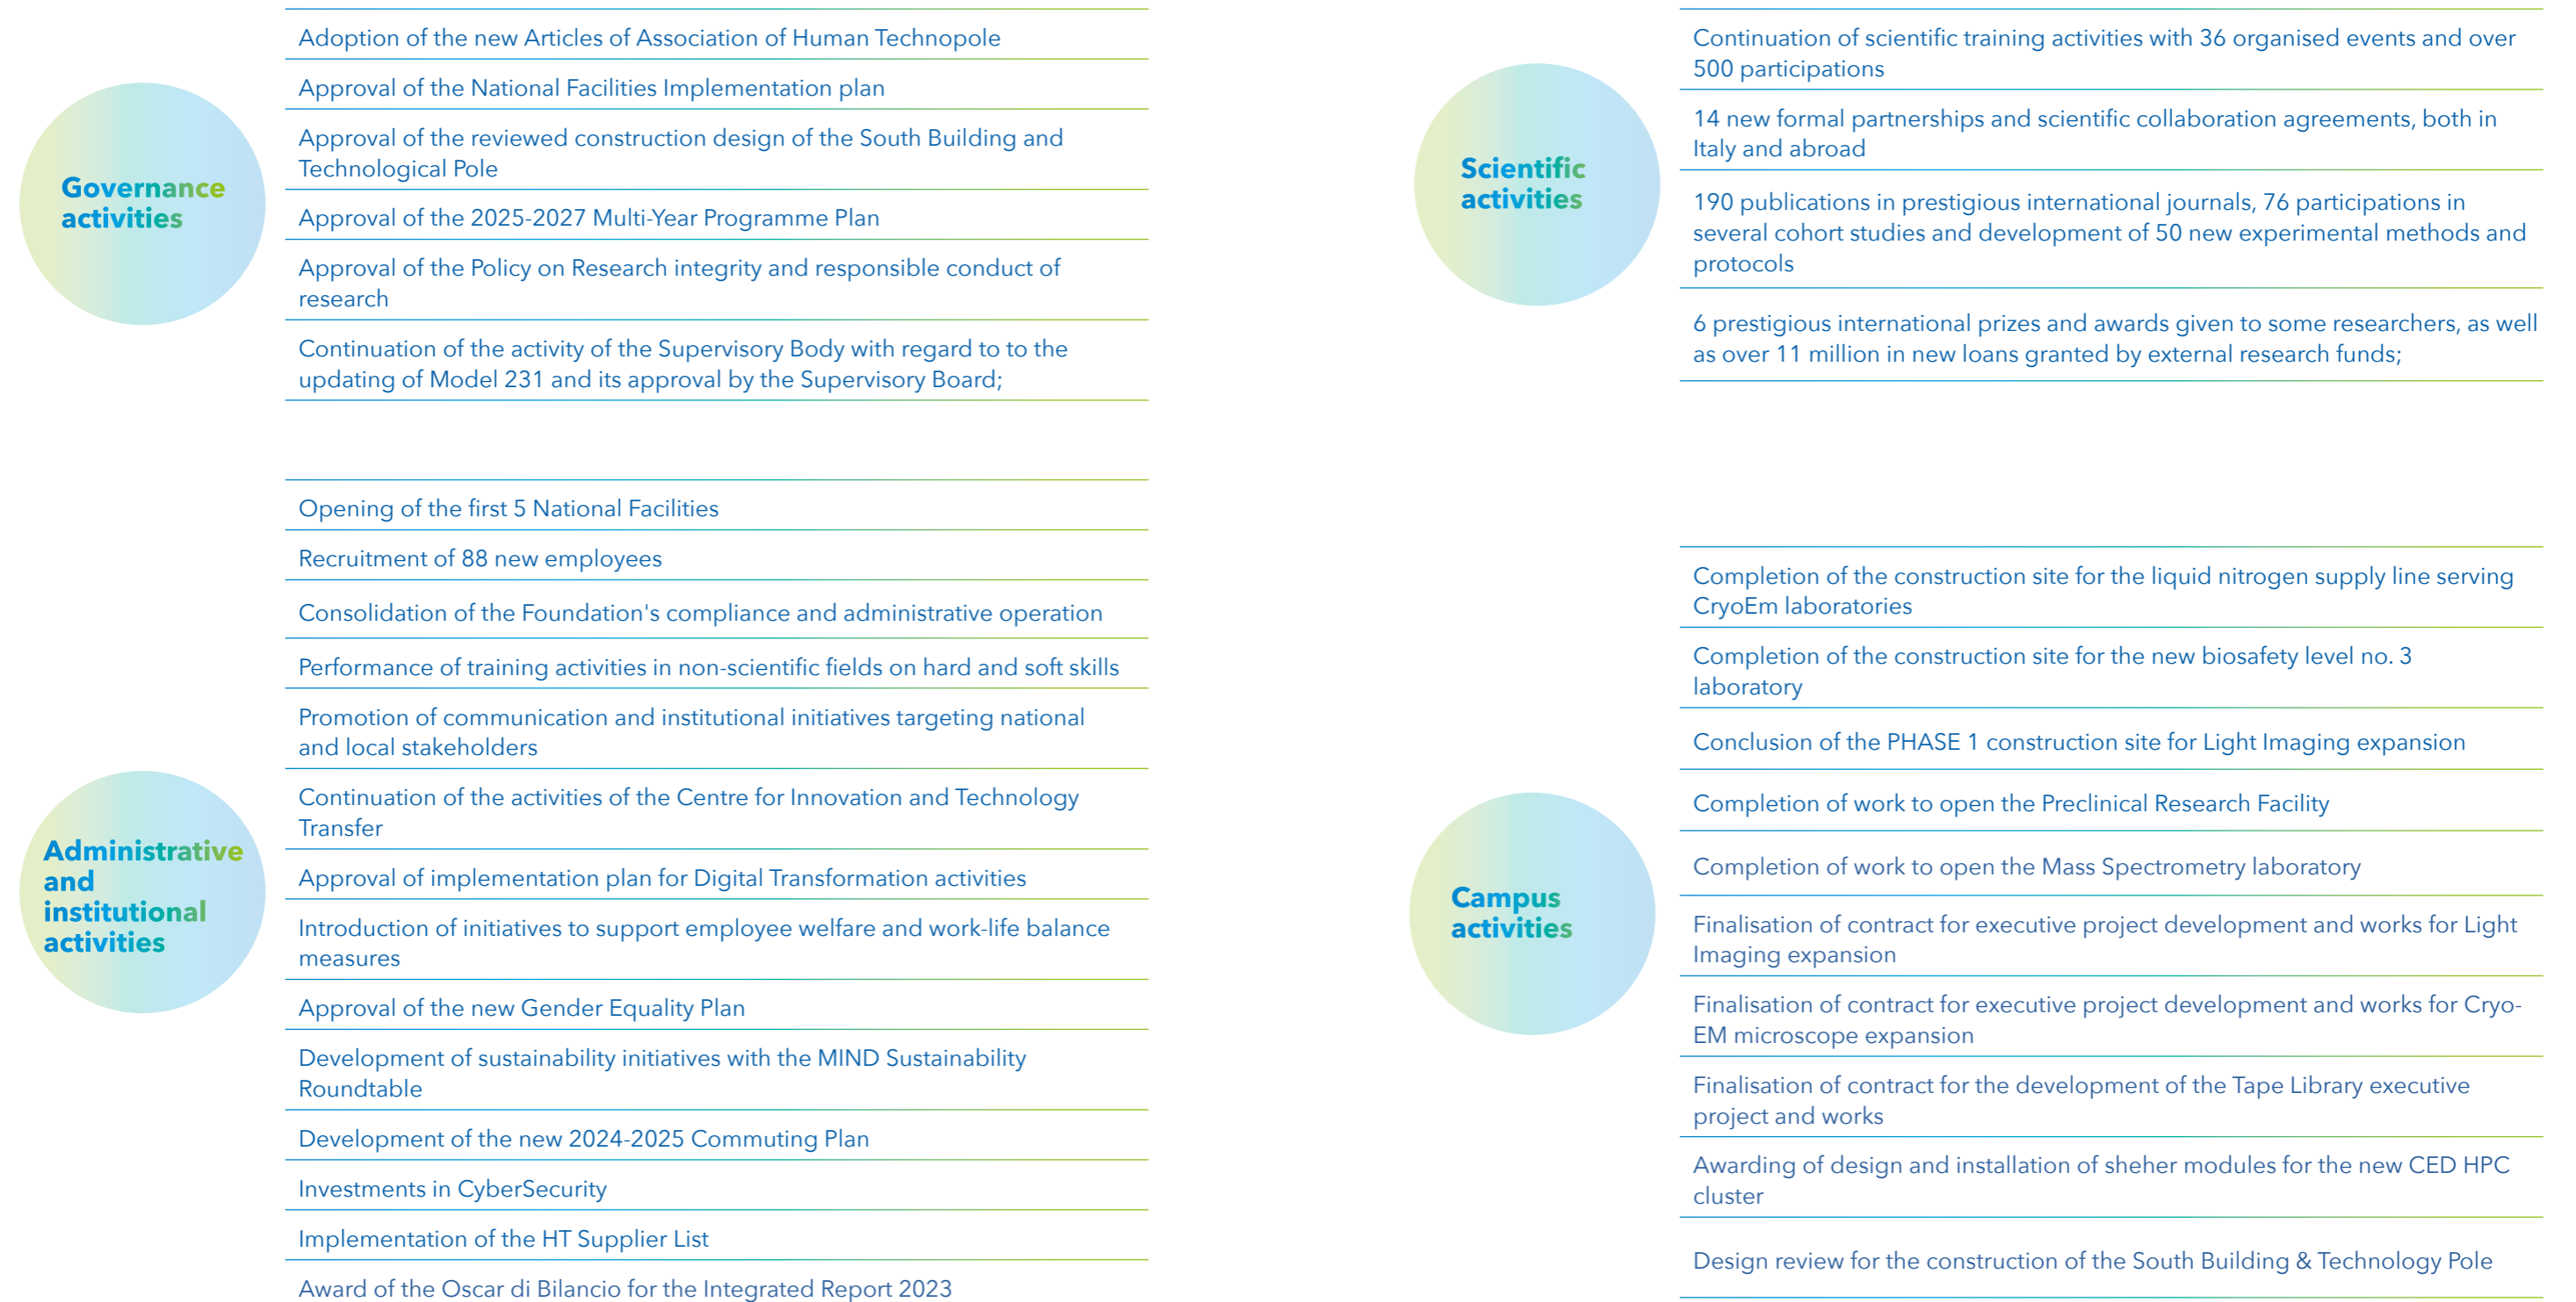 Governance
activities
Adoption of the new Articles of Association of Human Technopole
Approval of the National Facilities Implementation plan
Approval of the reviewed construction design of the South Building and
Technological Pole
Approval of the 2025-2027 Multi-Year Programme Plan
Approval of the Policy on Research integrity and responsible conduct of
research
Continuation of the activity of the Supervisory Body with regard to to the
updating of Model 231 and its approval by the Supervisory Board;
Administrative
and
institutional
activities
Opening of the first 5 National Facilities
Recruitment of 88 new employees
Consolidation of the Foundation's compliance and administrative operation
Performance of training activities in non-scientific fields on hard and soft skills
Promotion of communication and institutional initiatives targeting national
and local stakeholders
Continuation of the activities of the Centre for Innovation and Technology
Transfer
Approval of implementation plan for Digital Transformation activities
Introduction of initiatives to support employee welfare and work-life balance
measures
Approval of the new Gender Equality Plan
Development of sustainability initiatives with the MIND Sustainability
Roundtable
Development of the new 2024-2025 Commuting Plan
Investments in CyberSecurity
Implementation of the HT Supplier List
Award of the Oscar di Bilancio for the Integrated Report 2023
Scientific
activities
Continuation of scientific training activities with 36 organised events and over
500 participations
14 new formal partnerships and scientific collaboration agreements, both in
Italy and abroad
190 publications in prestigious international journals, 76 participations in
several cohort studies and development of 50 new experimental methods and
protocols
6 prestigious international prizes and awards given to some researchers, as well
as over 11 million in new loans granted by external research funds;
Campus
activities
Completion of the construction site for the liquid nitrogen supply line serving
CryoEm laboratories
Completion of the construction site for the new biosafety level no. 3
laboratory
Conclusion of the PHASE 1 construction site for Light Imaging expansion
Completion of work to open the Preclinical Research Facility
Completion of work to open the Mass Spectrometry laboratory
Finalisation of contract for executive project development and works for Light
Imaging expansion
Finalisation of contract for executive project development and works for Cryo-
EM microscope expansion
Finalisation of contract for the development of the Tape Library executive
project and works
Awarding of design and installation of sheher modules for the new CED HPC
cluster
Design review for the construction of the South Building & Technology Pole